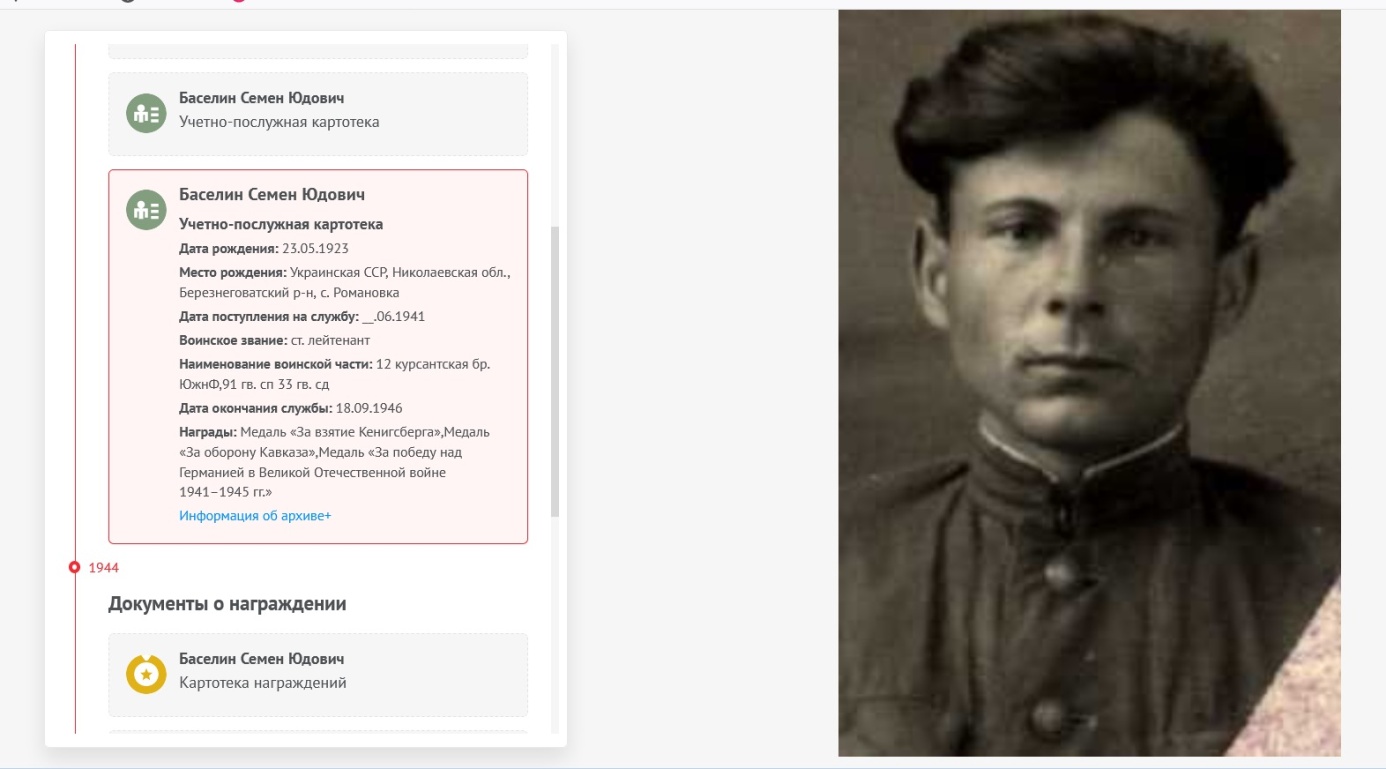 Баселин Семен Юдович
Учетно-послужная картотека
Баселин Семен Юдович
Учетно-послужная картотека
Дата рождения: 23.05.1923
Место рождения: Украинская ССР, Николаевская обл.,
Березнеговатский р-н, с. Романовка
Дата поступления на службу: __.06.1941
Воинское звание: ст. лейтенант
Наименование воинской части: 12 курсантская бр.
ЮжнФ,91 гв. сп 33 гв. сд
Дата окончания службы: 18.09.1946
Награды: Медаль «За взятие Кенигсберга»,Медаль
«За оборону Кавказа»,Медаль «За победу над
Германией в Великой Отечественной войне
1941–1945 гг.»
Информация об архиве+
1944
Документы о награждении
Баселин Семен Юдович
Картотека награждений